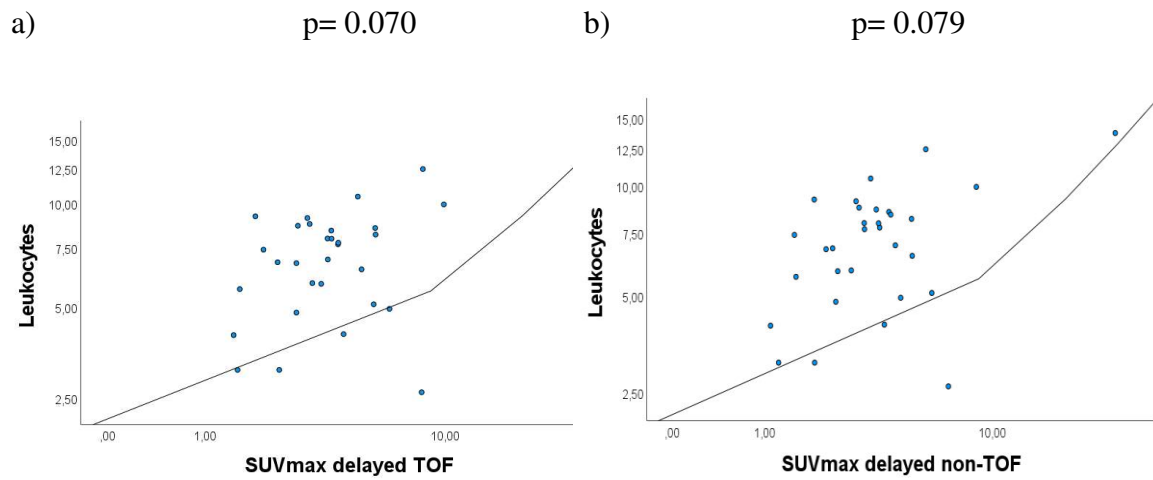 a) p= 0.070
15,00
12,50
10,00
7,50
5,00
2,50
Leukocytes
,00 1,00 10,00
SUVmax delayed TOF
b) p= 0.079
15,00
12,50
10,00
7,50
5,00
2,50
Leukocytes
,00 1,00 10,00
SUVmax delayed non-TOF